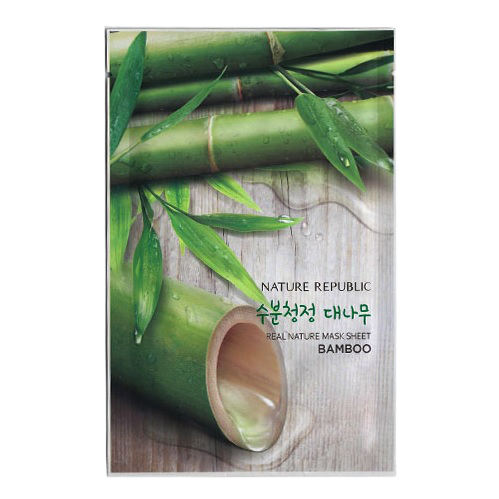 NATURE REPUBLIC
수분청정 대나무
REAL NATURE MASK SHEET
BAMBOO